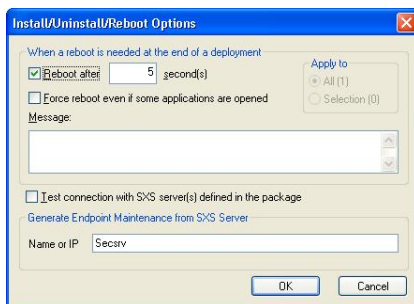 Install/Uninstall/Reboot Options
When a reboot is needed at the end of a deployment
Reboot after 5 second(s)
Force reboot even if some applications are opened
Apply to
All (1)
Selection (0)
Message:
Test connection with SXS server(s) defined in the package
Generate Endpoint Maintenance from SXS Server
Name or IP Secsrv
OK Cancel